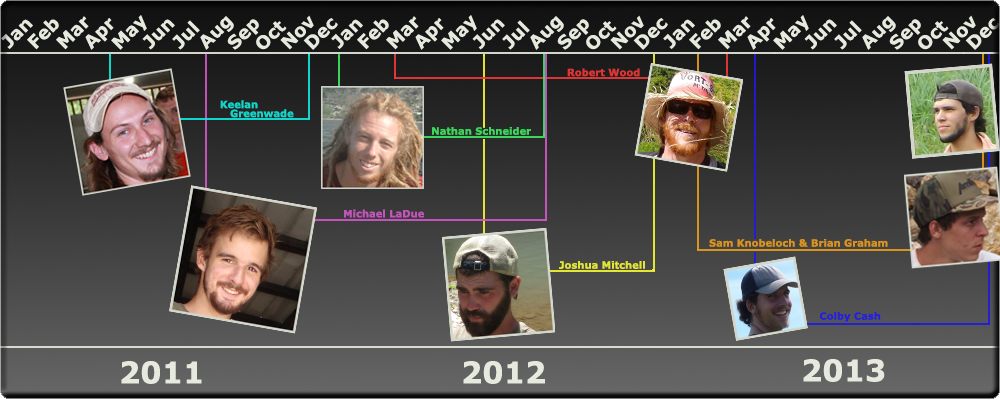 Jan Feb Mar Apr May Jun Jul Aug Sep Oct Nov Dec Jan Feb Mar Apr May Jun Jul Aug Sep Oct Nov Dec Jan Feb Mar Apr May Jun Jul Aug Sep Oct Nov Dec
Robert Wood
Keelan
Greenwade
Nathan Schneider
Michael LaDue
Sam Knobeloch & Brian Graham
Joshua Mitchell
Colby Cash
2011 2012 2013